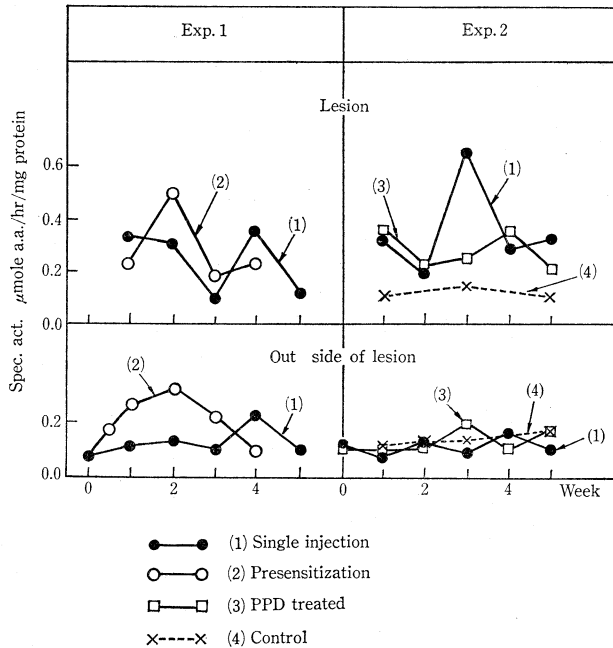 Exp. 1
Exp. 2
Lesion
Spec. act. μmole a.a./hr/mg protein
0.6
0.4
0.2
0.0
(2)
(1)
(3)
(1)
(4)
Out side of lesion
0.2
0.0
(2)
(1)
(3)
(4)
(1)
0 2 4 0 2 4 Week
(1) Single injection
(2) Presensitization
(3) PPD treated
(4) Control